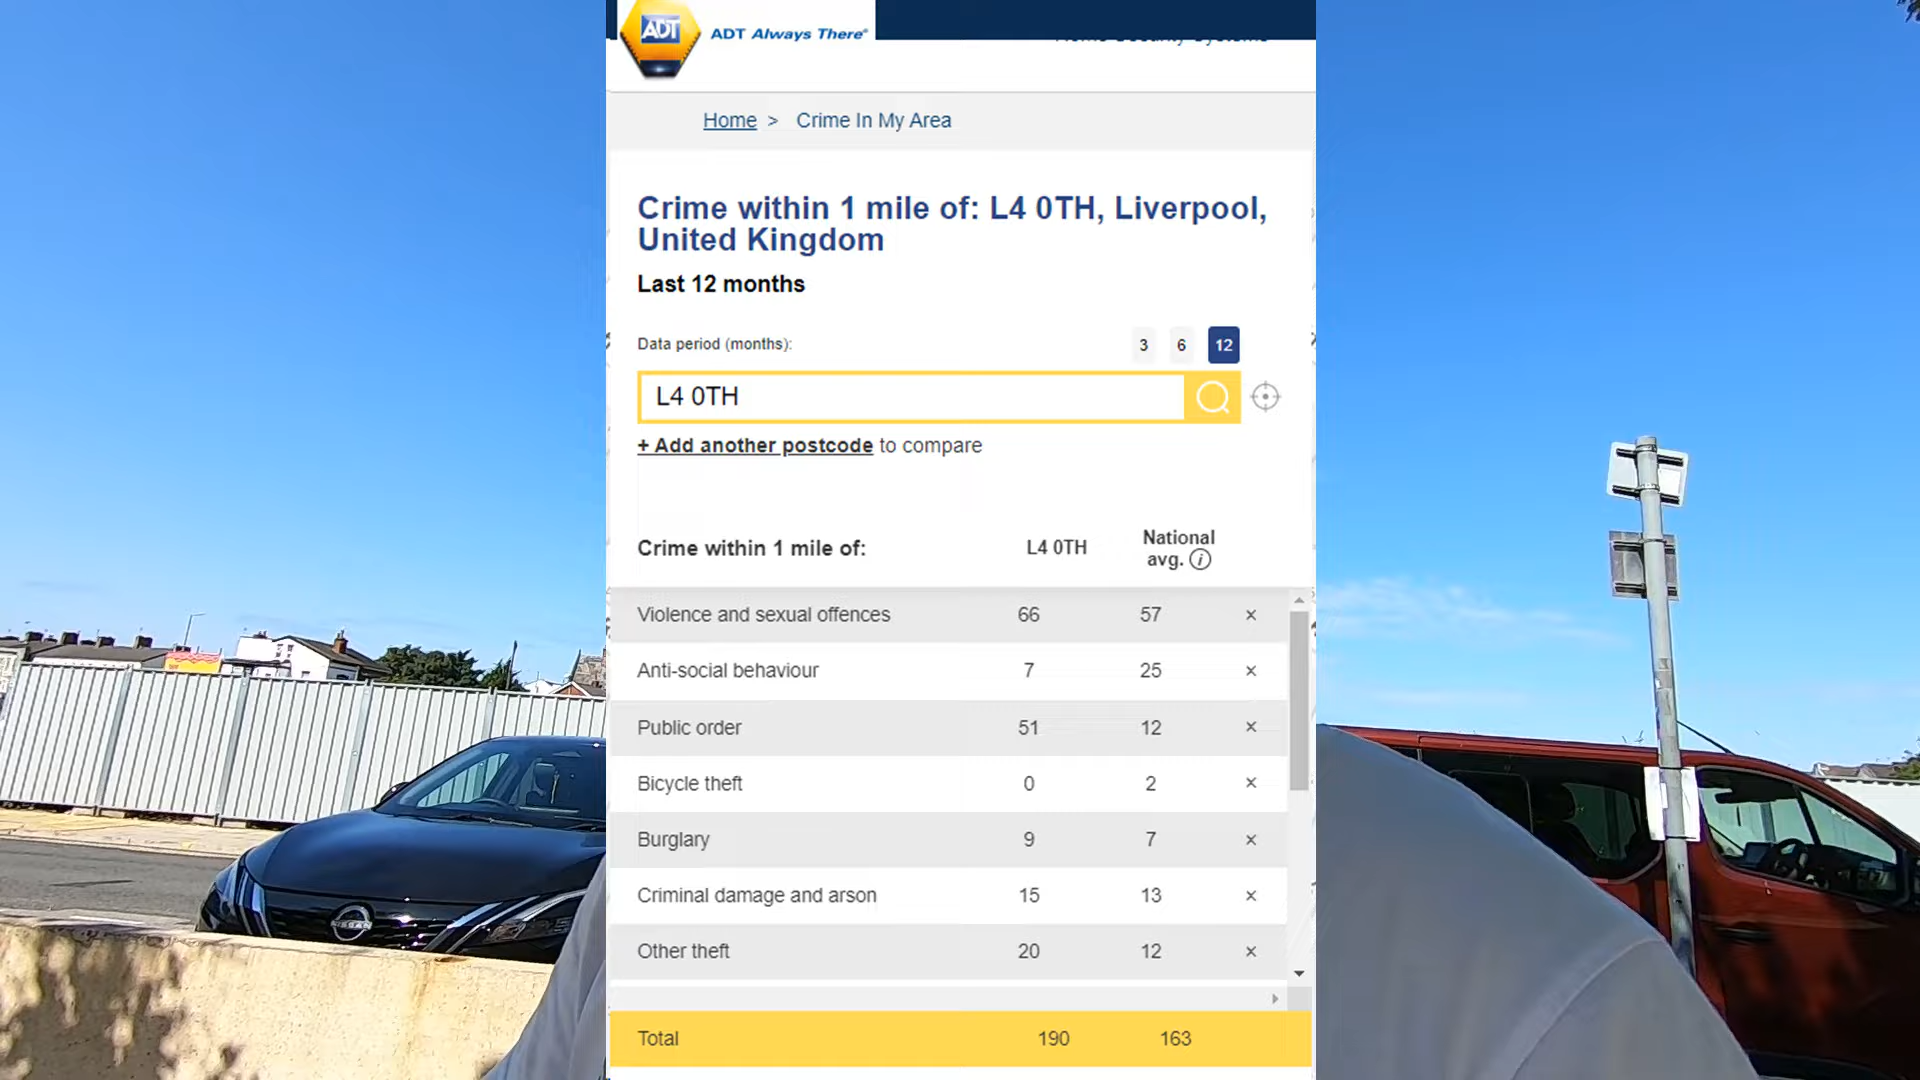 ADT
ADT Always There®
Home Security Systems
Home > Crime In My Area
Crime within 1 mile of: L4 0TH, Liverpool,
United Kingdom
Last 12 months
Data period (months):
3 6 12
L4 0TH
+ Add another postcode to compare
Crime within 1 mile of: L4 0TH National
avg. i
Violence and sexual offences 66 57 ×
Anti-social behaviour 7 25 ×
Public order 51 12 ×
Bicycle theft 0 2 ×
Burglary 9 7 ×
Criminal damage and arson 15 13 ×
Other theft 20 12 ×
Total 190 163
NISSAN